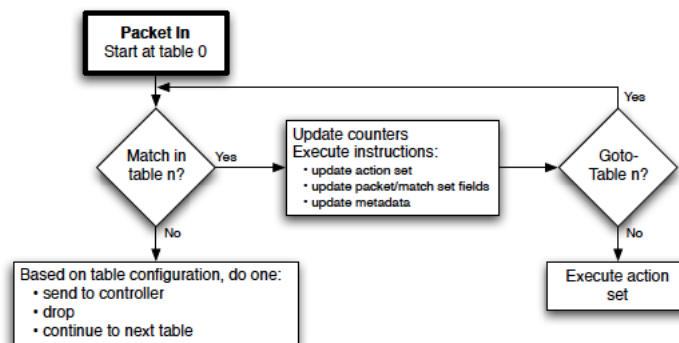 Packet In
Start at table 0
Yes
Match in
table n?
Yes
Update counters
Execute instructions:
• update action set
• update packet/match set fields
• update metadata
Goto-
Table n?
No
No
Based on table configuration, do one:
• send to controller
• drop
• continue to next table
Execute action
set